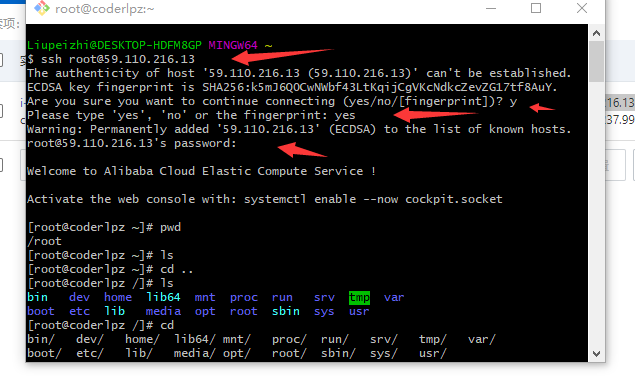 root@coderlpz:~
Liupeizhi@DESKTOP-HDFM8GP MINGW64 ~
$ ssh root@59.110.216.13
The authenticity of host '59.110.216.13 (59.110.216.13)' can't be established.
ECDSA key fingerprint is SHA256:k5mJ6QOCwNWbf43LtKqijCgVKcNdkcZevZG17tf8AuY.
Are you sure you want to continue connecting (yes/no/[fingerprint])? y
Please type 'yes', 'no' or the fingerprint: yes
Warning: Permanently added '59.110.216.13' (ECDSA) to the list of known hosts.
root@59.110.216.13's password:
Welcome to Alibaba Cloud Elastic Compute Service !
Activate the web console with: systemctl enable --now cockpit.socket
[root@coderlpz ~]# pwd
/root
[root@coderlpz ~]# ls
[root@coderlpz ~]# cd ..
[root@coderlpz /]# ls
bin dev home lib64 mnt proc run srv tmp var
boot etc lib media opt root sbin sys usr
[root@coderlpz /]# cd
bin/ dev/ home/ lib64/ mnt/ proc/ run/ srv/ tmp/ var/
boot/ etc/ lib/ media/ opt/ root/ sbin/ sys/ usr/
16.13
37.99